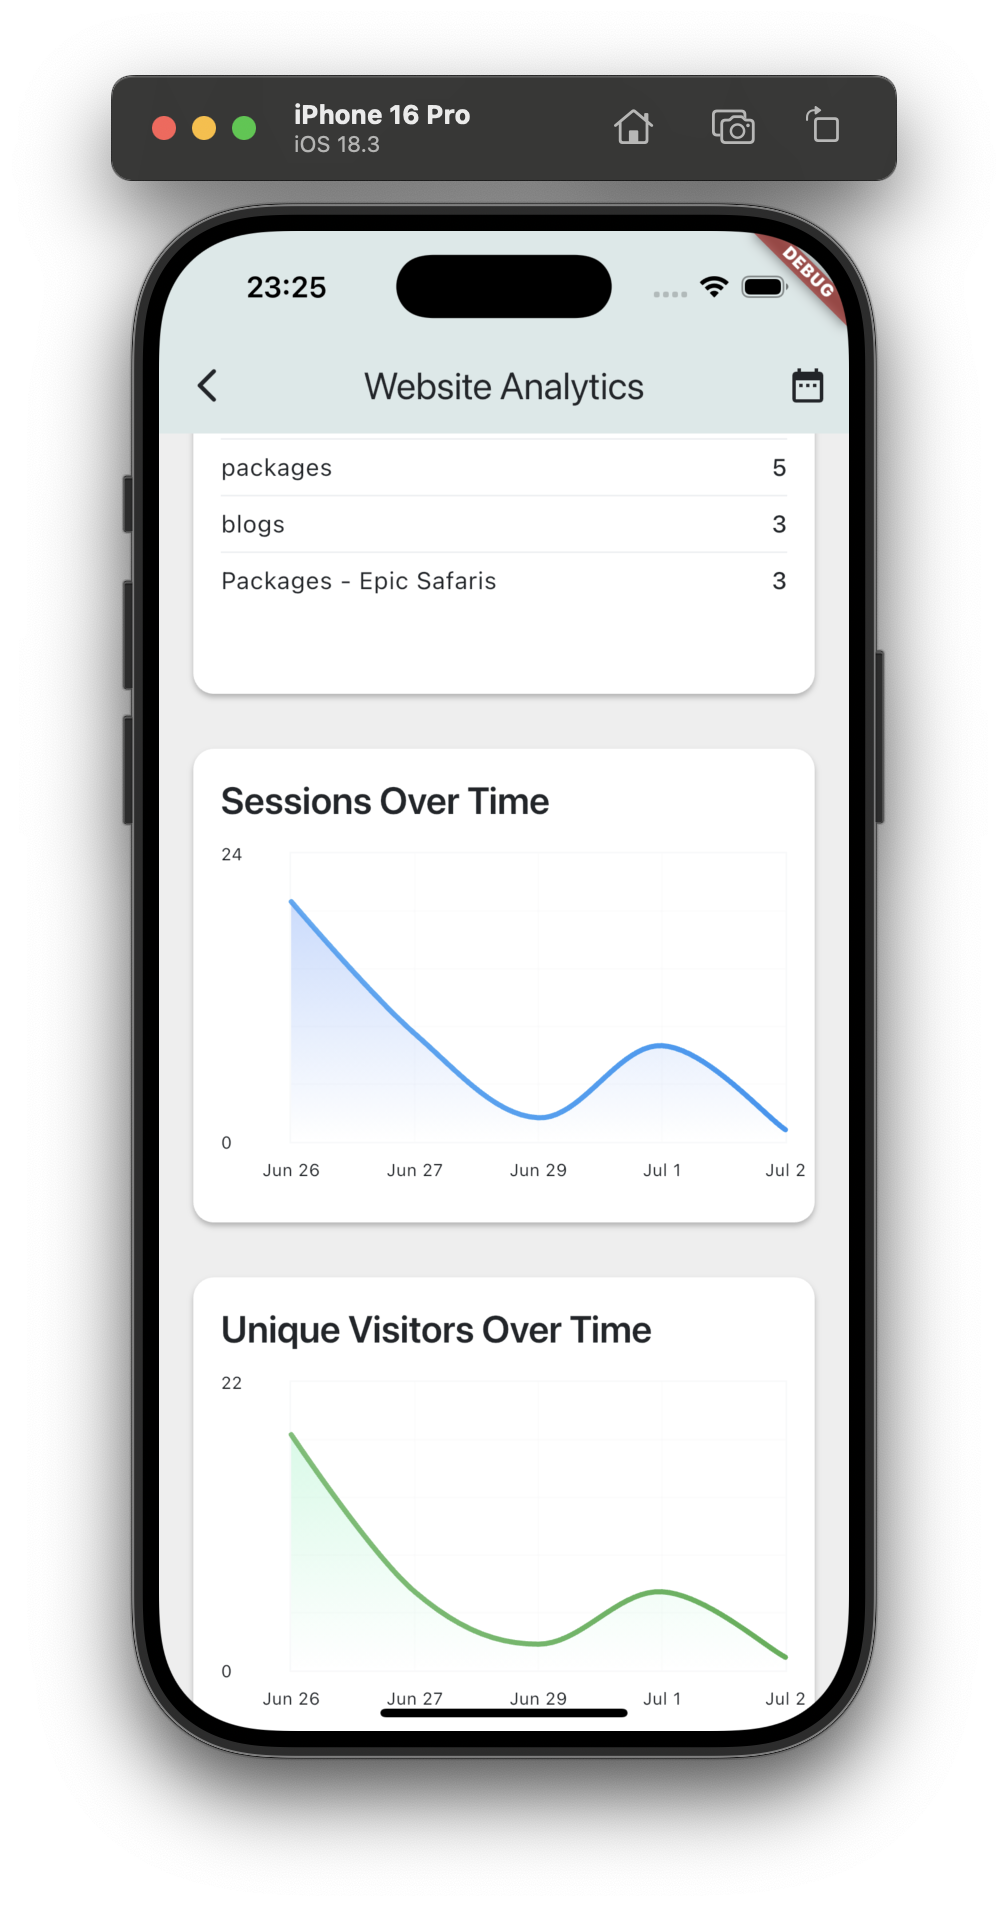 iPhone 16 Pro
iOS 18.3
23:25
DEBUG
Website Analytics
packages 5
blogs 3
Packages - Epic Safaris 3
Sessions Over Time
24
0
Jun 26 Jun 27 Jun 29 Jul 1 Jul 2
Unique Visitors Over Time
22
0
Jun 26 Jun 27 Jun 29 Jul 1 Jul 2